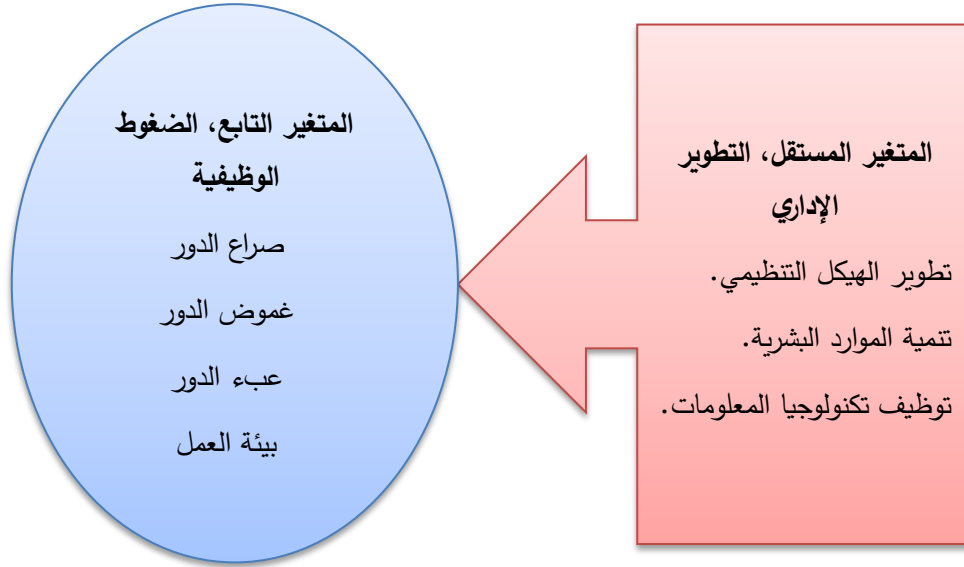 المتغير المستقل، التطوير
الإداري
تطوير الهيكل التنظيمي.
تنمية الموارد البشرية.
توظيف تكنولوجيا المعلومات.
المتغير التابع، الضغوط
الوظيفية
صراع الدور
غموض الدور
عبء الدور
بيئة العمل